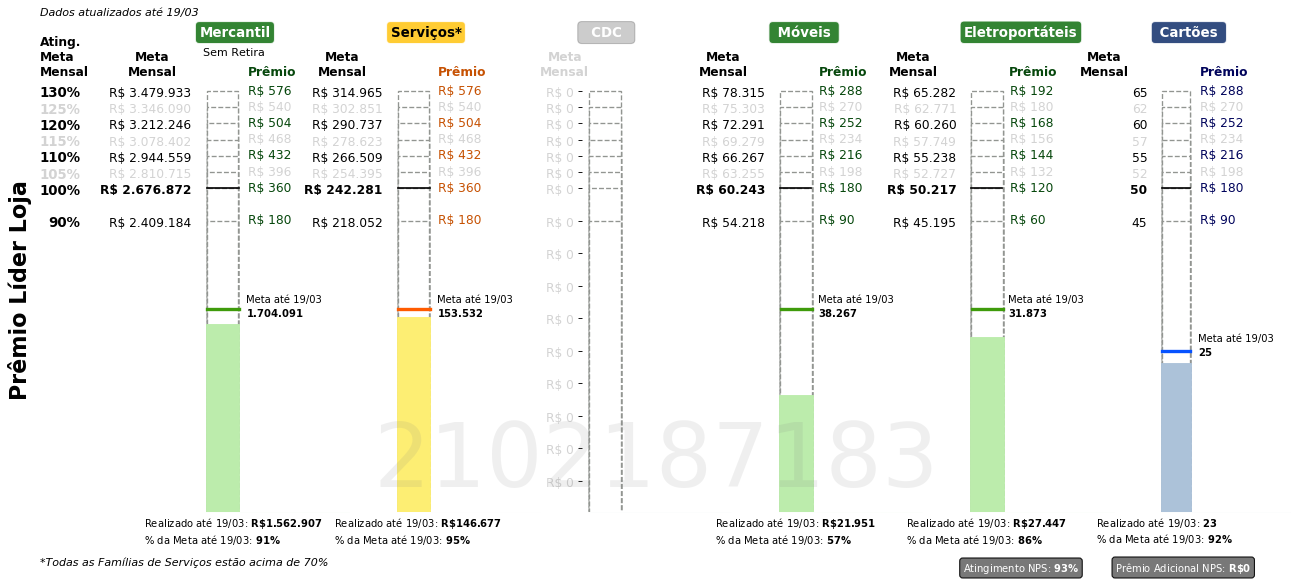 Dados atualizados até 19/03
Mercantil Serviços* CDC Móveis Eletroportáteis Cartões
Sem Retira
Ating.
Meta
Mensal
Meta Mensal Prêmio Meta Mensal Prêmio Meta Mensal Meta Mensal Prêmio Meta Mensal Prêmio Meta Mensal Prêmio
130% R$ 3.479.933 R$ 576 R$ 314.965 R$ 576 R$ 0 R$ 78.315 R$ 288 R$ 65.282 R$ 192 65 R$ 288
125% R$ 3.346.090 R$ 540 R$ 302.851 R$ 540 R$ 0 R$ 75.303 R$ 270 R$ 62.771 R$ 180 62 R$ 270
120% R$ 3.212.246 R$ 504 R$ 290.737 R$ 504 R$ 0 R$ 72.291 R$ 252 R$ 60.260 R$ 168 60 R$ 252
115% R$ 3.078.402 R$ 468 R$ 278.623 R$ 468 R$ 0 R$ 69.279 R$ 234 R$ 57.749 R$ 156 57 R$ 234
110% R$ 2.944.559 R$ 432 R$ 266.509 R$ 432 R$ 0 R$ 66.267 R$ 216 R$ 55.238 R$ 144 55 R$ 216
105% R$ 2.810.715 R$ 396 R$ 254.395 R$ 396 R$ 0 R$ 63.255 R$ 198 R$ 52.727 R$ 132 52 R$ 198
100% R$ 2.676.872 R$ 360 R$ 242.281 R$ 360 R$ 0 R$ 60.243 R$ 180 R$ 50.217 R$ 120 50 R$ 180
90% R$ 2.409.184 R$ 180 R$ 218.052 R$ 180 R$ 0 R$ 54.218 R$ 90 R$ 45.195 R$ 60 45 R$ 90
R$ 0
R$ 0
Meta até 19/03 Meta até 19/03 Meta até 19/03 Meta até 19/03
1.704.091 153.532 38.267 31.873
R$ 0
Meta até 19/03
25
R$ 0
R$ 0
R$ 0
R$ 0
R$ 0
R$ 0
Prêmio Líder Loja
2102187183
Realizado até 19/03: R$1.562.907 Realizado até 19/03: R$146.677 Realizado até 19/03: R$21.951 Realizado até 19/03: R$27.447 Realizado até 19/03: 23
% da Meta até 19/03: 91% % da Meta até 19/03: 95% % da Meta até 19/03: 57% % da Meta até 19/03: 86% % da Meta até 19/03: 92%
*Todas as Famílias de Serviços estão acima de 70%
Atingimento NPS: 93% Prêmio Adicional NPS: R$0